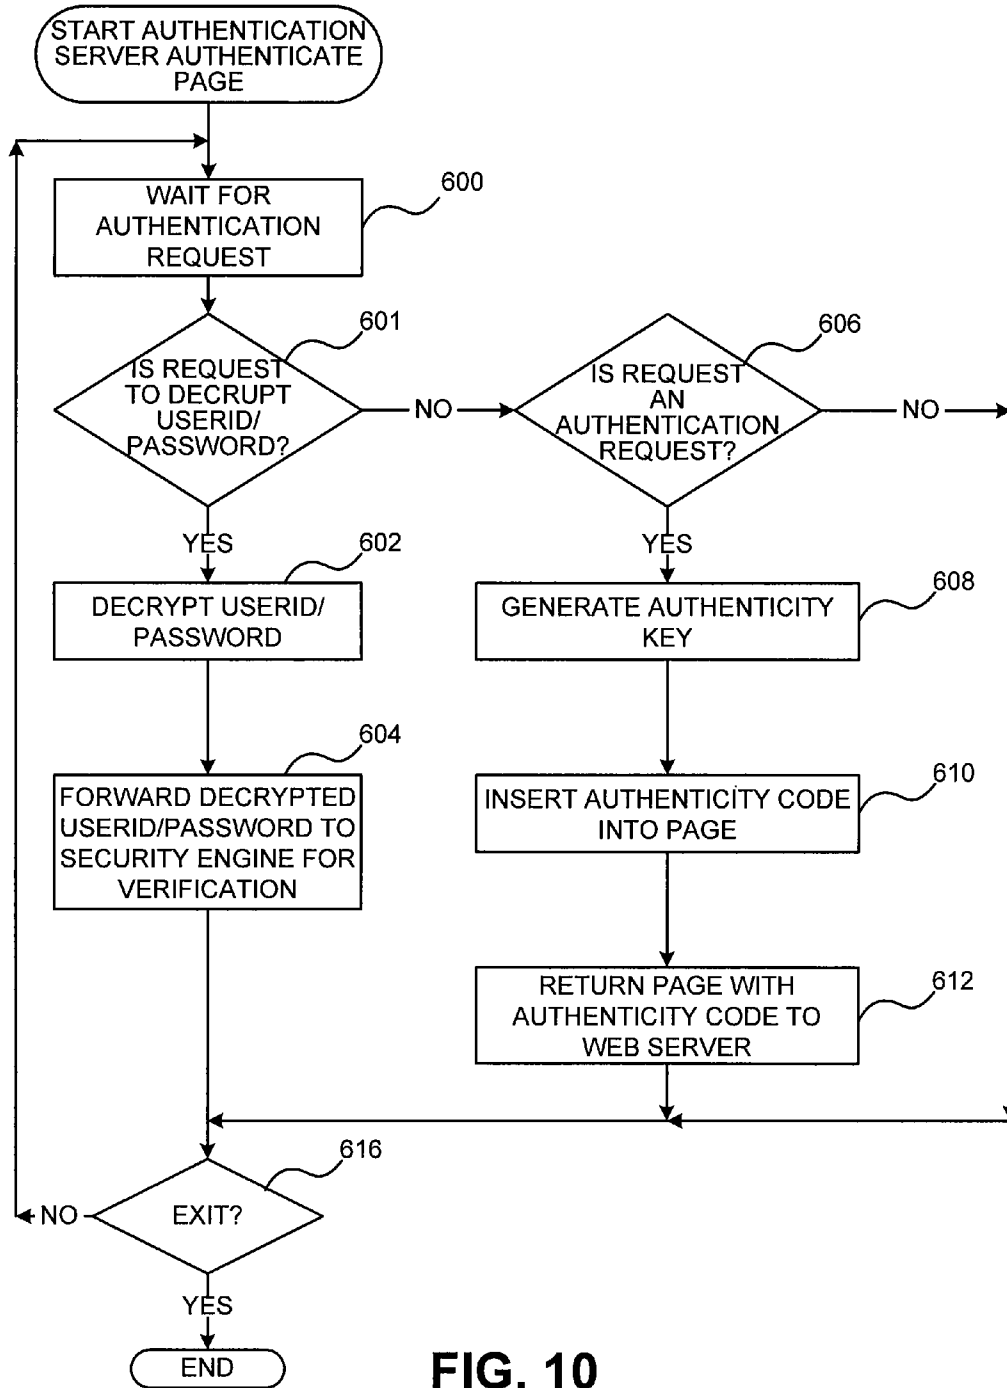 START AUTHENTICATION
SERVER AUTHENTICATE
PAGE
WAIT FOR
AUTHENTICATION
REQUEST
600
IS REQUEST
TO DECRUPT
USERID/
PASSWORD?
601
NO
IS REQUEST
AN
AUTHENTICATION
REQUEST?
606
NO
YES
YES
DECRYPT USERID/
PASSWORD
602
GENERATE AUTHENTICITY
KEY
608
FORWARD DECRYPTED
USERID/PASSWORD TO
SECURITY ENGINE FOR
VERIFICATION
604
INSERT AUTHENTICITY CODE
INTO PAGE
610
RETURN PAGE WITH
AUTHENTICITY CODE TO
WEB SERVER
612
EXIT?
616
NO
YES
END
FIG. 10